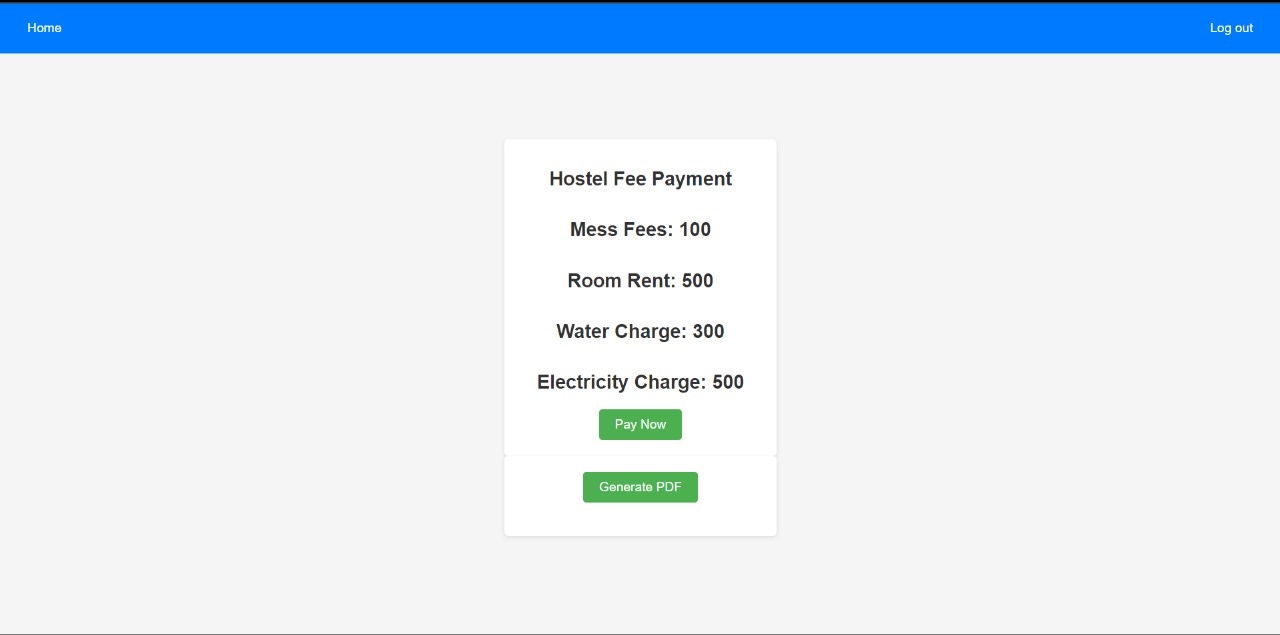 Home
Log out
Hostel Fee Payment
Mess Fees: 100
Room Rent: 500
Water Charge: 300
Electricity Charge: 500
Pay Now
Generate PDF